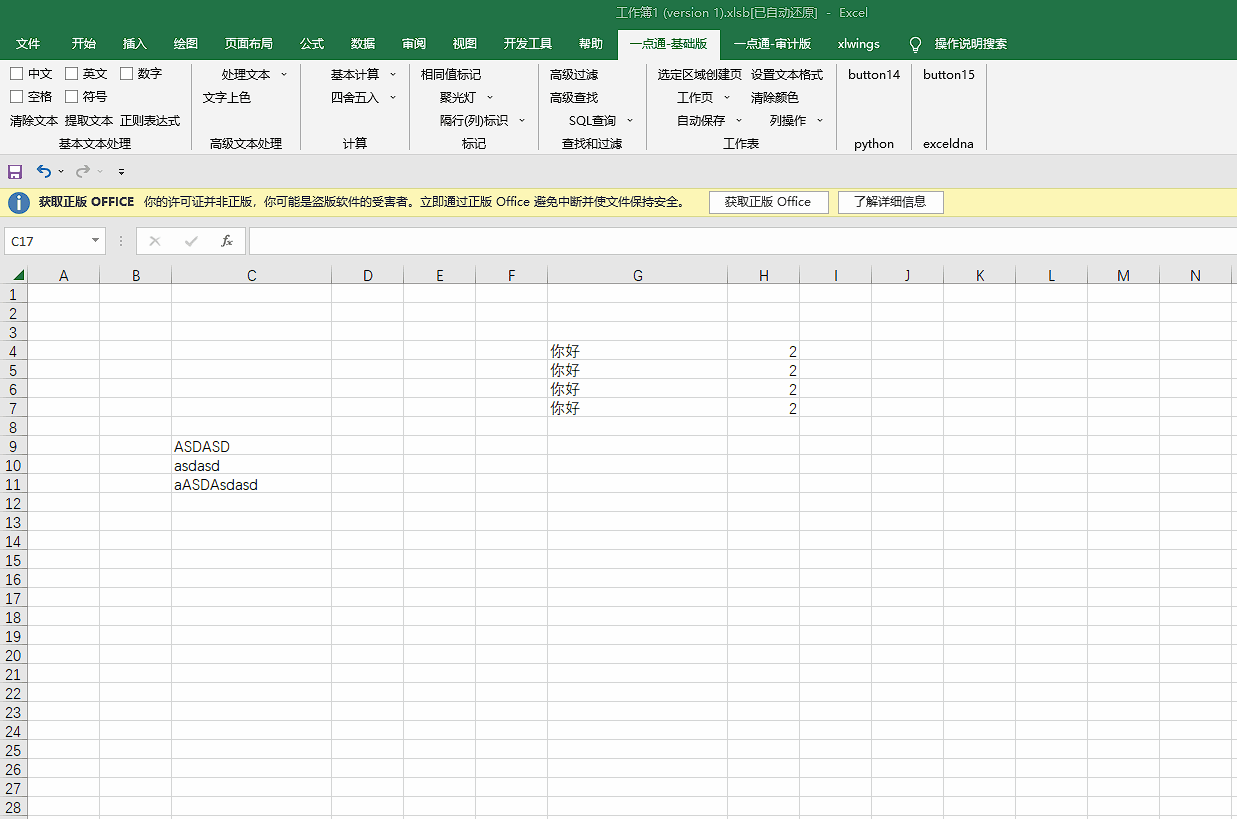 工作簿1 (version 1).xlsb[已自动还原] - Excel
文件 开始 插入 绘图 页面布局 公式 数据 审阅 视图 开发工具 帮助 一点通-基础版 一点通-审计版 xlwings 操作说明搜索
中文 英文 数字 处理文本 基本计算 相同值标记 高级过滤 选定区域创建页 设置文本格式 button14 button15
空格 符号 文字上色 四舍五入 聚光灯 高级查找 工作页 清除颜色
清除文本 提取文本 正则表达式 隔行(列)标识 SQL查询 自动保存 列操作
基本文本处理 高级文本处理 计算 标记 查找和过滤 工作表 python exceldna
获取正版 OFFICE 你的许可证并非正版，你可能是盗版软件的受害者。立即通过正版 Office 避免中断并使文件保持安全。 获取正版 Office 了解详细信息
C17 fx
A B C D E F G H I J K L M N
1
2
3
4 你好 2
5 你好 2
6 你好 2
7 你好 2
8
9 ASDASD
10 asdasd
11 aASDAsdasd
12
13
14
15
16
17
18
19
20
21
22
23
24
25
26
27
28